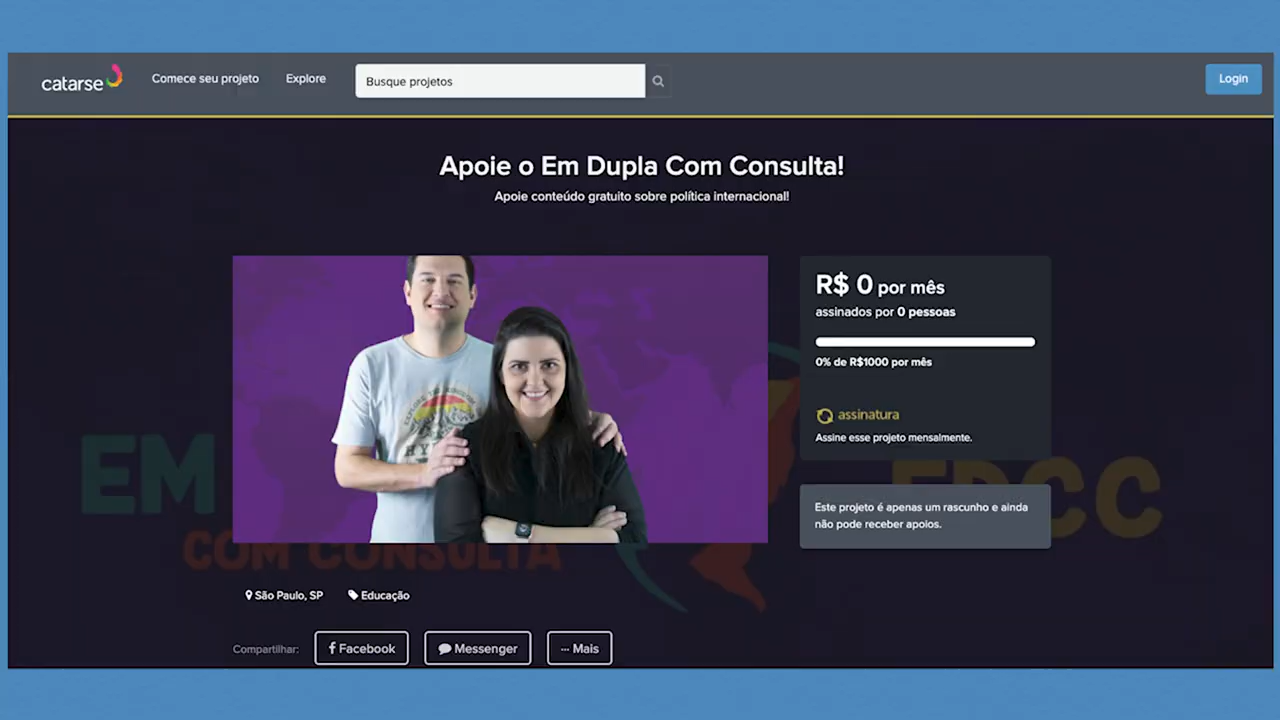 catarse
Comece seu projeto
Explore
Busque projetos
Login
Apoie o Em Dupla Com Consulta!
Apoie conteúdo gratuito sobre política internacional!
R$ 0 por mês
assinados por 0 pessoas
0% de R$1000 por mês
assinatura
Assine esse projeto mensalmente.
Este projeto é apenas um rascunho e ainda
não pode receber apoios.
EM
COM CONSULTA
EDCC
São Paulo, SP
Educação
Compartilhar:
Facebook
Messenger
··· Mais